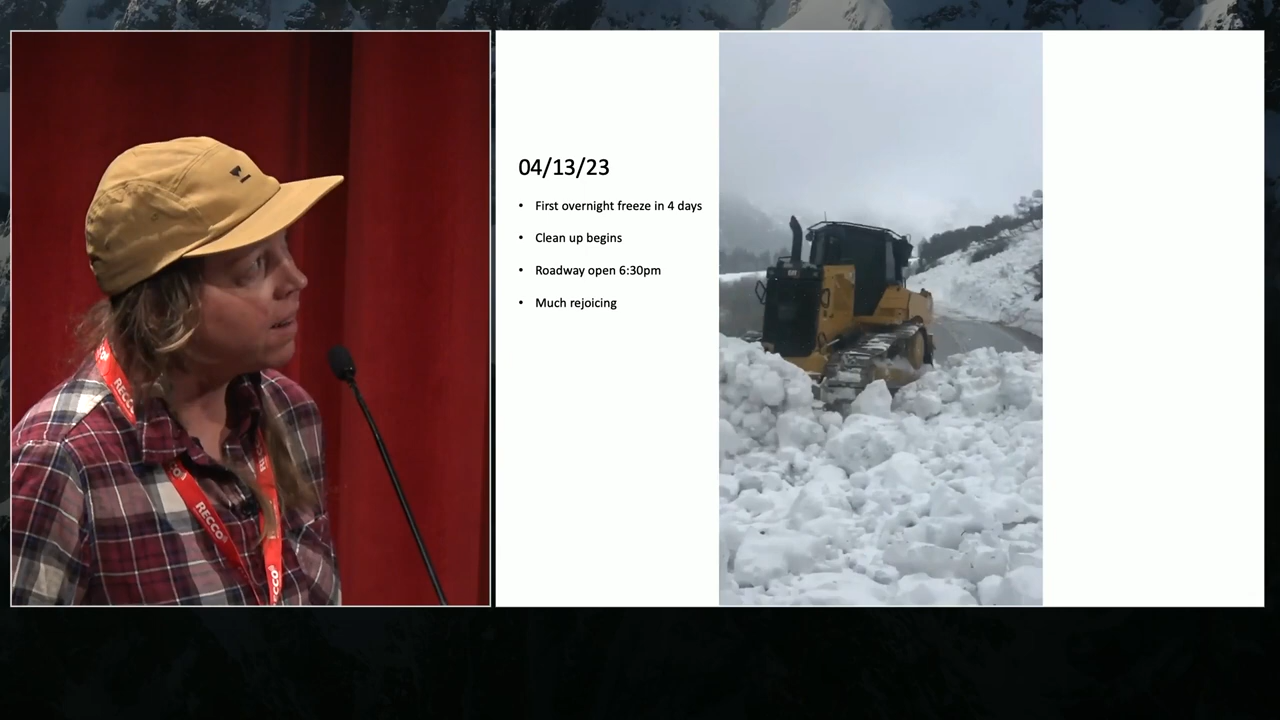 04/13/23
• First overnight freeze in 4 days
• Clean up begins
• Roadway open 6:30pm
• Much rejoicing
RECCO
RECCO
RECCO